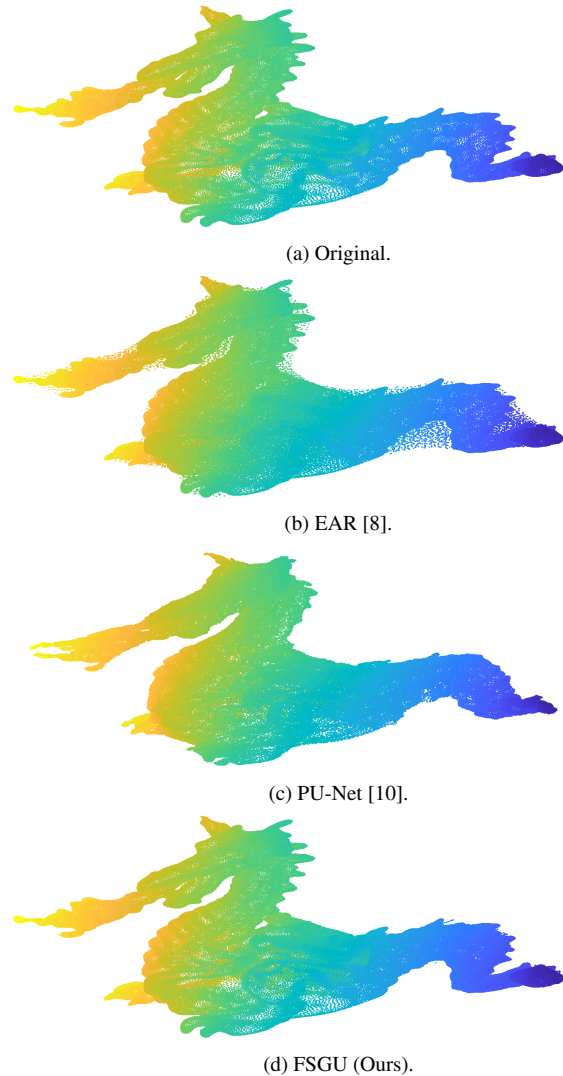 (a) Original.
(b) EAR [8].
(c) PU-Net [10].
(d) FSGU (Ours).